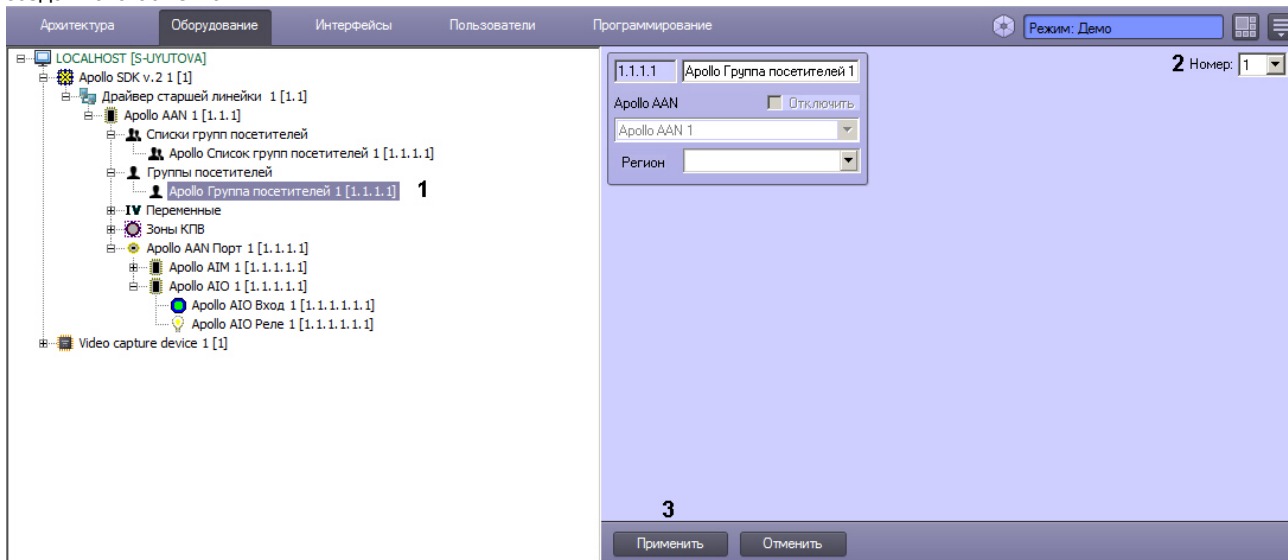 Архитектура Оборудование Интерфейсы Пользователи Программирование Режим: Демо
LOCALHOST [S-UYUTOVA]
Apollo SDK v.2 1 [1]
Драйвер старшей линейки 1 [1.1]
Apollo AAN 1 [1.1.1]
Списки групп посетителей
Apollo Список групп посетителей 1 [1.1.1.1]
Группы посетителей
Apollo Группа посетителей 1 [1.1.1.1] 1
IV Переменные
Зоны КПВ
Apollo AAN Порт 1 [1.1.1.1]
Apollo AIM 1 [1.1.1.1.1]
Apollo AIO 1 [1.1.1.1.1]
Apollo AIO Вход 1 [1.1.1.1.1.1]
Apollo AIO Реле 1 [1.1.1.1.1.1]
Video capture device 1 [1]
1.1.1.1 Apollo Группа посетителей 1
Apollo AAN Отключить
Apollo AAN 1
Регион
2 Номер: 1
3
Применить Отменить